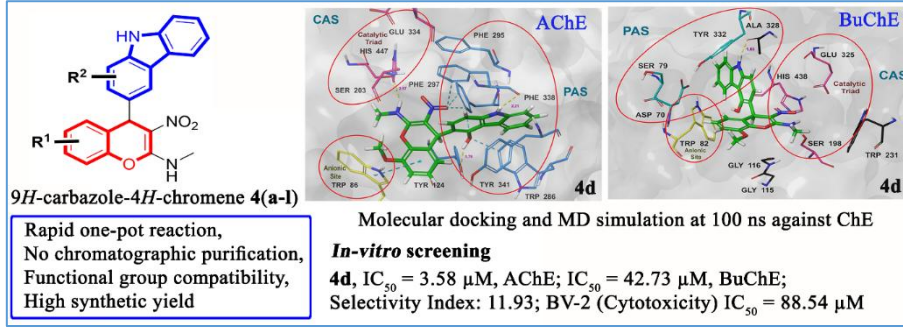 HN
R²
R¹
NO₂
O
N
H
9H-carbazole-4H-chromene 4(a-l)
Rapid one-pot reaction,
No chromatographic purification,
Functional group compatibility,
High synthetic yield
CAS
AChE
GLU 334
Catalytic
Triad
HIS 447
PHE 295
SER 203
PHE 297
PHE 338
PAS
Anionic
Site
TRP 86
TYR 124
TYR 341
TRP 286
4d
PAS
BuChE
ALA 328
TYR 332
SER 79
GLU 325
HIS 438
Catalytic
Triad
CAS
ASP 70
TRP 82
Anionic
Site
SER 198
TRP 231
GLY 116
GLY 115
4d
Molecular docking and MD simulation at 100 ns against ChE
In-vitro screening
4d, IC₅₀ = 3.58 µM, AChE; IC₅₀ = 42.73 µM, BuChE;
Selectivity Index: 11.93; BV-2 (Cytotoxicity) IC₅₀ = 88.54 µM